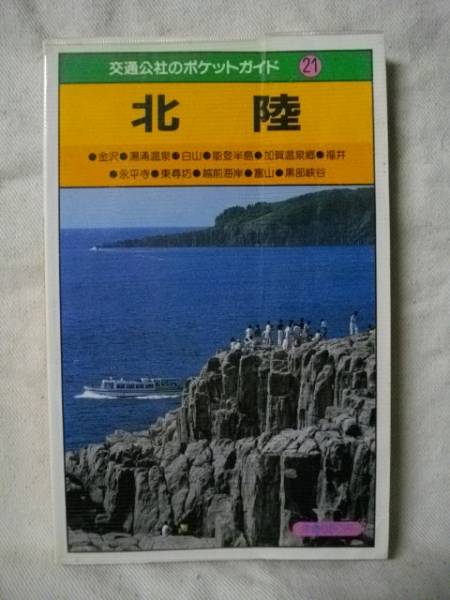 交通公社のポケットガイド 21
北陸
●金沢●湯涌温泉●白山●能登半島●加賀温泉郷●福井
●永平寺●東尋坊●越前海岸●富山●黒部峡谷